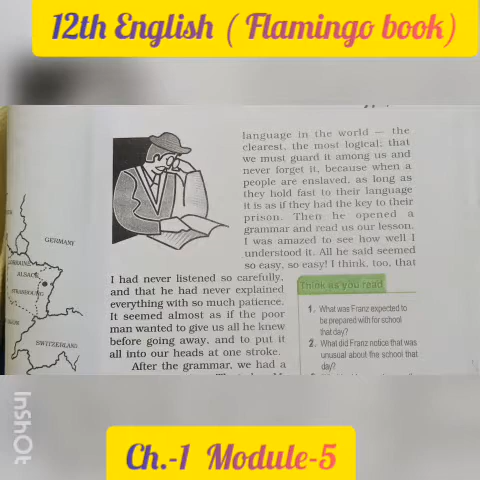 12th English ( Flamingo book)
language in the world — the
clearest, the most logical; that
we must guard it among us and
never forget it, because when a
people are enslaved, as long as
they hold fast to their language
it is as if they had the key to their
prison. Then he opened a
grammar and read us our lesson.
I was amazed to see how well I
understood it. All he said seemed
so easy, so easy! I think, too, that
I had never listened so carefully,
and that he had never explained
everything with so much patience.
It seemed almost as if the poor
man wanted to give us all he knew
before going away, and to put it
all into our heads at one stroke.
After the grammar, we had a
Think as you read
1. What was Franz expected to
be prepared with for school
that day?
2. What did Franz notice that was
unusual about the school that
day?
GERMANY
ALSACE
STRASBOURG
SWITZERLAND
InShOt
Ch.-1 Module-5